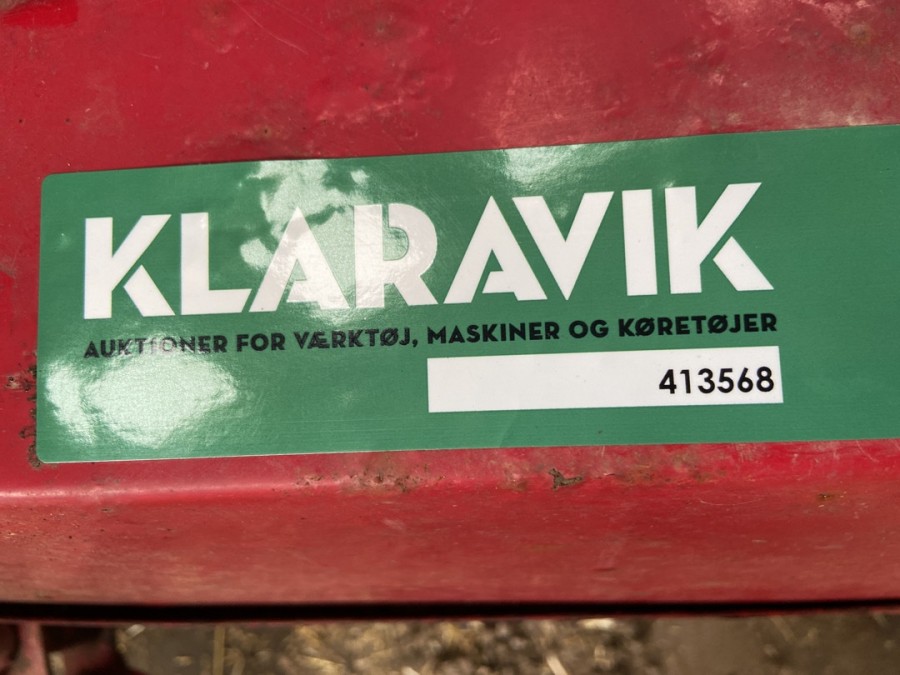 KLARAVIK
AUKTIONER FOR VÆRKTØJ, MASKINER OG KØRETØJER
413568